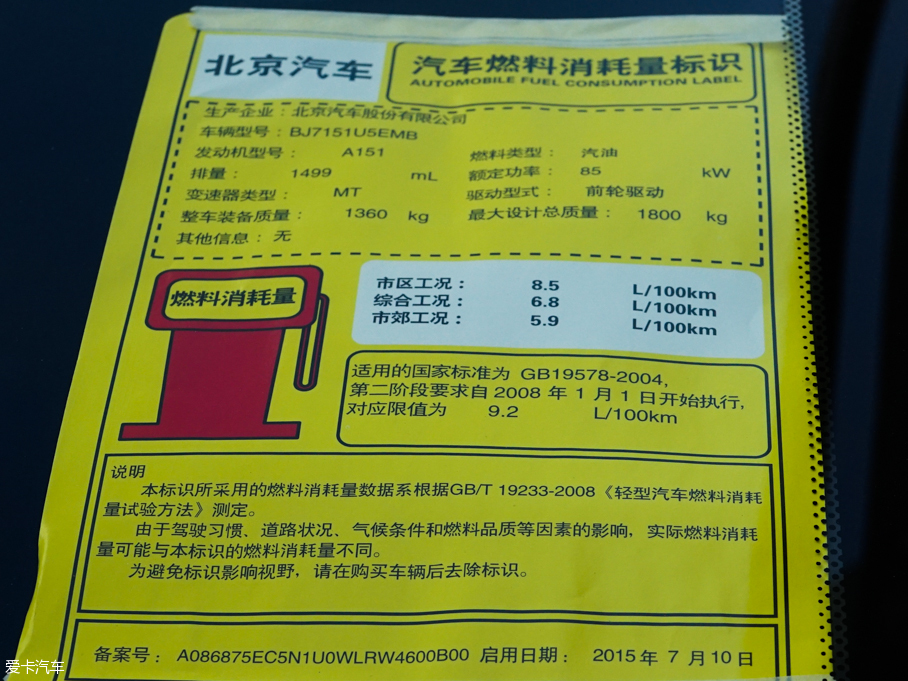 北京汽车
汽车燃料消耗量标识
AUTOMOBILE FUEL CONSUMPTION LABEL
生产企业：北京汽车股份有限公司
车辆型号：BJ7151U5EMB
发动机型号： A151 燃料类型： 汽油
排量： 1499 mL 额定功率： 85 kW
变速器类型： MT 驱动型式： 前轮驱动
整车装备质量： 1360 kg 最大设计总质量： 1800 kg
其他信息：无
燃料消耗量
市区工况： 8.5 L/100km
综合工况： 6.8 L/100km
市郊工况： 5.9 L/100km
适用的国家标准为 GB19578-2004，
第二阶段要求自 2008 年 1 月 1 日开始执行，
对应限值为 9.2 L/100km
说明
本标识所采用的燃料消耗量数据系根据GB/T 19233-2008《轻型汽车燃料消耗
量试验方法》测定。
由于驾驶习惯、道路状况、气候条件和燃料品质等因素的影响，实际燃料消耗
量可能与本标识的燃料消耗量不同。
为避免标识影响视野，请在购买车辆后去除标识。
备案号： A086875EC5N1U0WLRW4600B00 启用日期： 2015 年 7 月 10 日
爱卡汽车